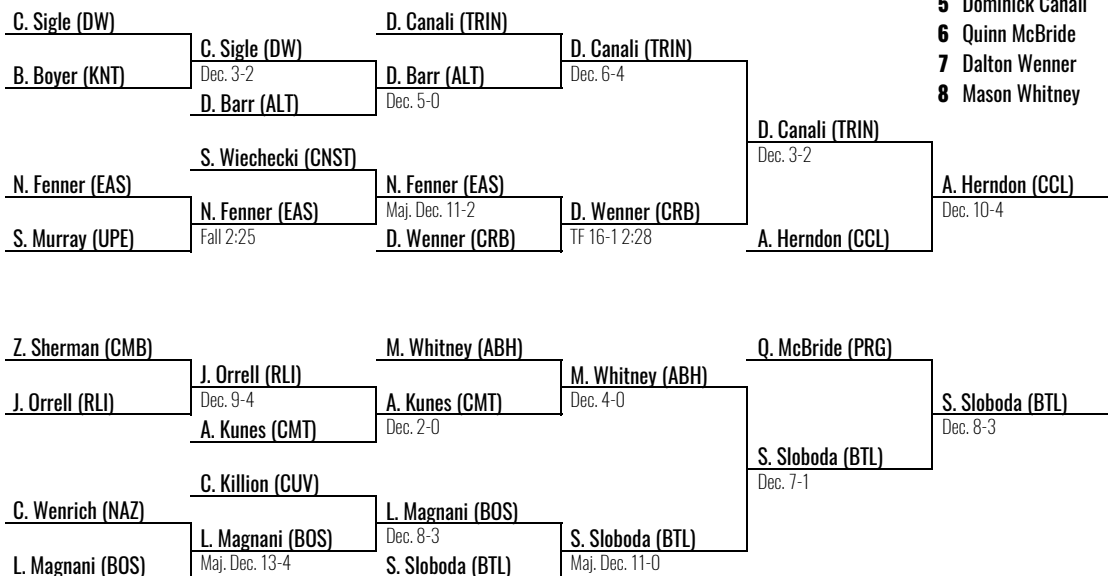 5 Dominick Canali
6 Quinn McBride
7 Dalton Wenner
8 Mason Whitney
C. Sigle (DW)
B. Boyer (KNT)
C. Sigle (DW)
Dec. 3-2
D. Barr (ALT)
D. Canali (TRIN)
D. Barr (ALT)
Dec. 5-0
D. Canali (TRIN)
Dec. 6-4
N. Fenner (EAS)
S. Murray (UPE)
S. Wiechecki (CNST)
N. Fenner (EAS)
Fall 2:25
N. Fenner (EAS)
Maj. Dec. 11-2
D. Wenner (CRB)
D. Wenner (CRB)
TF 16-1 2:28
D. Canali (TRIN)
Dec. 3-2
A. Herndon (CCL)
A. Herndon (CCL)
Dec. 10-4
Z. Sherman (CMB)
J. Orrell (RLI)
J. Orrell (RLI)
Dec. 9-4
A. Kunes (CMT)
M. Whitney (ABH)
A. Kunes (CMT)
Dec. 2-0
M. Whitney (ABH)
Dec. 4-0
C. Wenrich (NAZ)
L. Magnani (BOS)
C. Killion (CUV)
L. Magnani (BOS)
Maj. Dec. 13-4
L. Magnani (BOS)
Dec. 8-3
S. Sloboda (BTL)
S. Sloboda (BTL)
Maj. Dec. 11-0
Q. McBride (PRG)
S. Sloboda (BTL)
Dec. 7-1
S. Sloboda (BTL)
Dec. 8-3